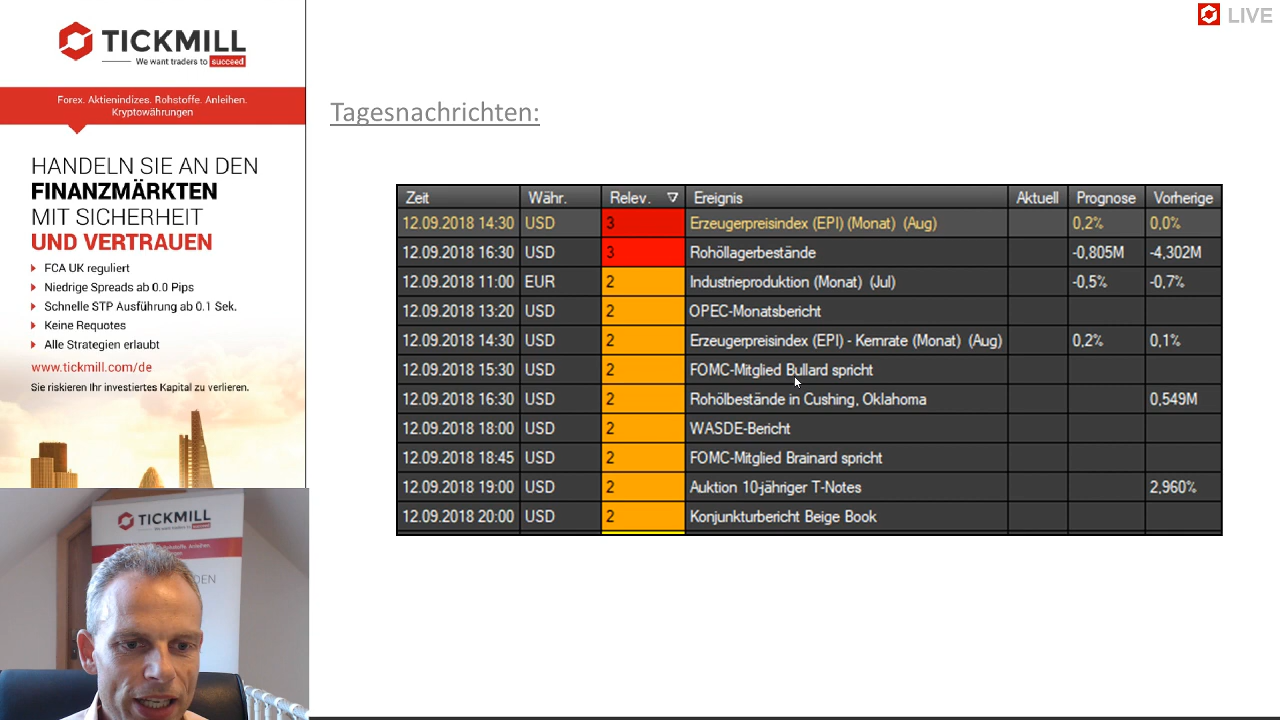 TICKMILL
We want traders to succeed
Forex. Aktienindizes. Rohstoffe. Anleihen.
Kryptowährungen
HANDELN SIE AN DEN
FINANZMÄRKTEN
MIT SICHERHEIT
UND VERTRAUEN
FCA UK reguliert
Niedrige Spreads ab 0.0 Pips
Schnelle STP Ausführung ab 0.1 Sek.
Keine Requotes
Alle Strategien erlaubt
www.tickmill.com/de
Sie riskieren Ihr investiertes Kapital zu verlieren.
TICKMILL
LIVE
Tagesnachrichten:
Zeit Währ. Relev. Ereignis Aktuell Prognose Vorherige
12.09.2018 14:30 USD 3 Erzeugerpreisindex (EPI) (Monat) (Aug) 0,2% 0,0%
12.09.2018 16:30 USD 3 Rohöllagerbestände -0,805M -4,302M
12.09.2018 11:00 EUR 2 Industrieproduktion (Monat) (Jul) -0,5% -0,7%
12.09.2018 13:20 USD 2 OPEC-Monatsbericht
12.09.2018 14:30 USD 2 Erzeugerpreisindex (EPI) - Kernrate (Monat) (Aug) 0,2% 0,1%
12.09.2018 15:30 USD 2 FOMC-Mitglied Bullard spricht
12.09.2018 16:30 USD 2 Rohölbestände in Cushing, Oklahoma 0,549M
12.09.2018 18:00 USD 2 WASDE-Bericht
12.09.2018 18:45 USD 2 FOMC-Mitglied Brainard spricht
12.09.2018 19:00 USD 2 Auktion 10-jähriger T-Notes 2,960%
12.09.2018 20:00 USD 2 Konjunkturbericht Beige Book